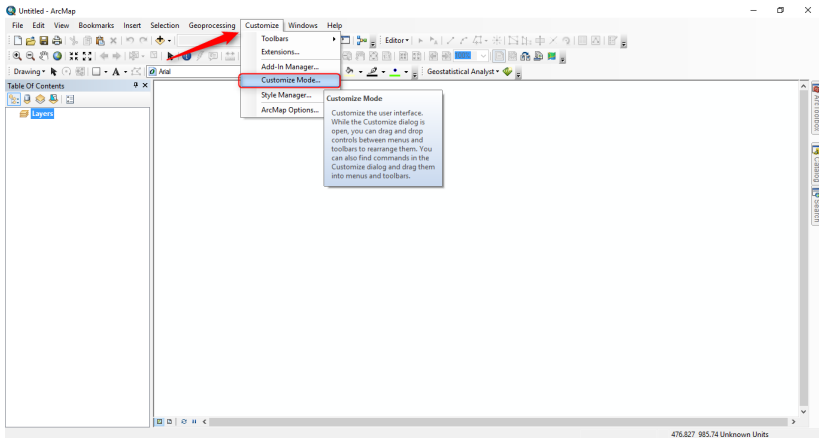 Untitled - ArcMap
File Edit View Bookmarks Insert Selection Geoprocessing Customize Windows Help
Toolbars
Editor
Extensions...
Add-In Manager...
Drawing
A
Arial
Customize Mode...
Geostatistical Analyst
Table Of Contents
Style Manager...
ArcMap Options...
Layers
Customize Mode
Customize the user interface.
While the Customize dialog is
open, you can drag and drop
controls between menus and
toolbars to rearrange them. You
can also find commands in the
Customize dialog and drag them
into menus and toolbars.
ArcToolbox
Catalog
Search
476.827 985.74 Unknown Units